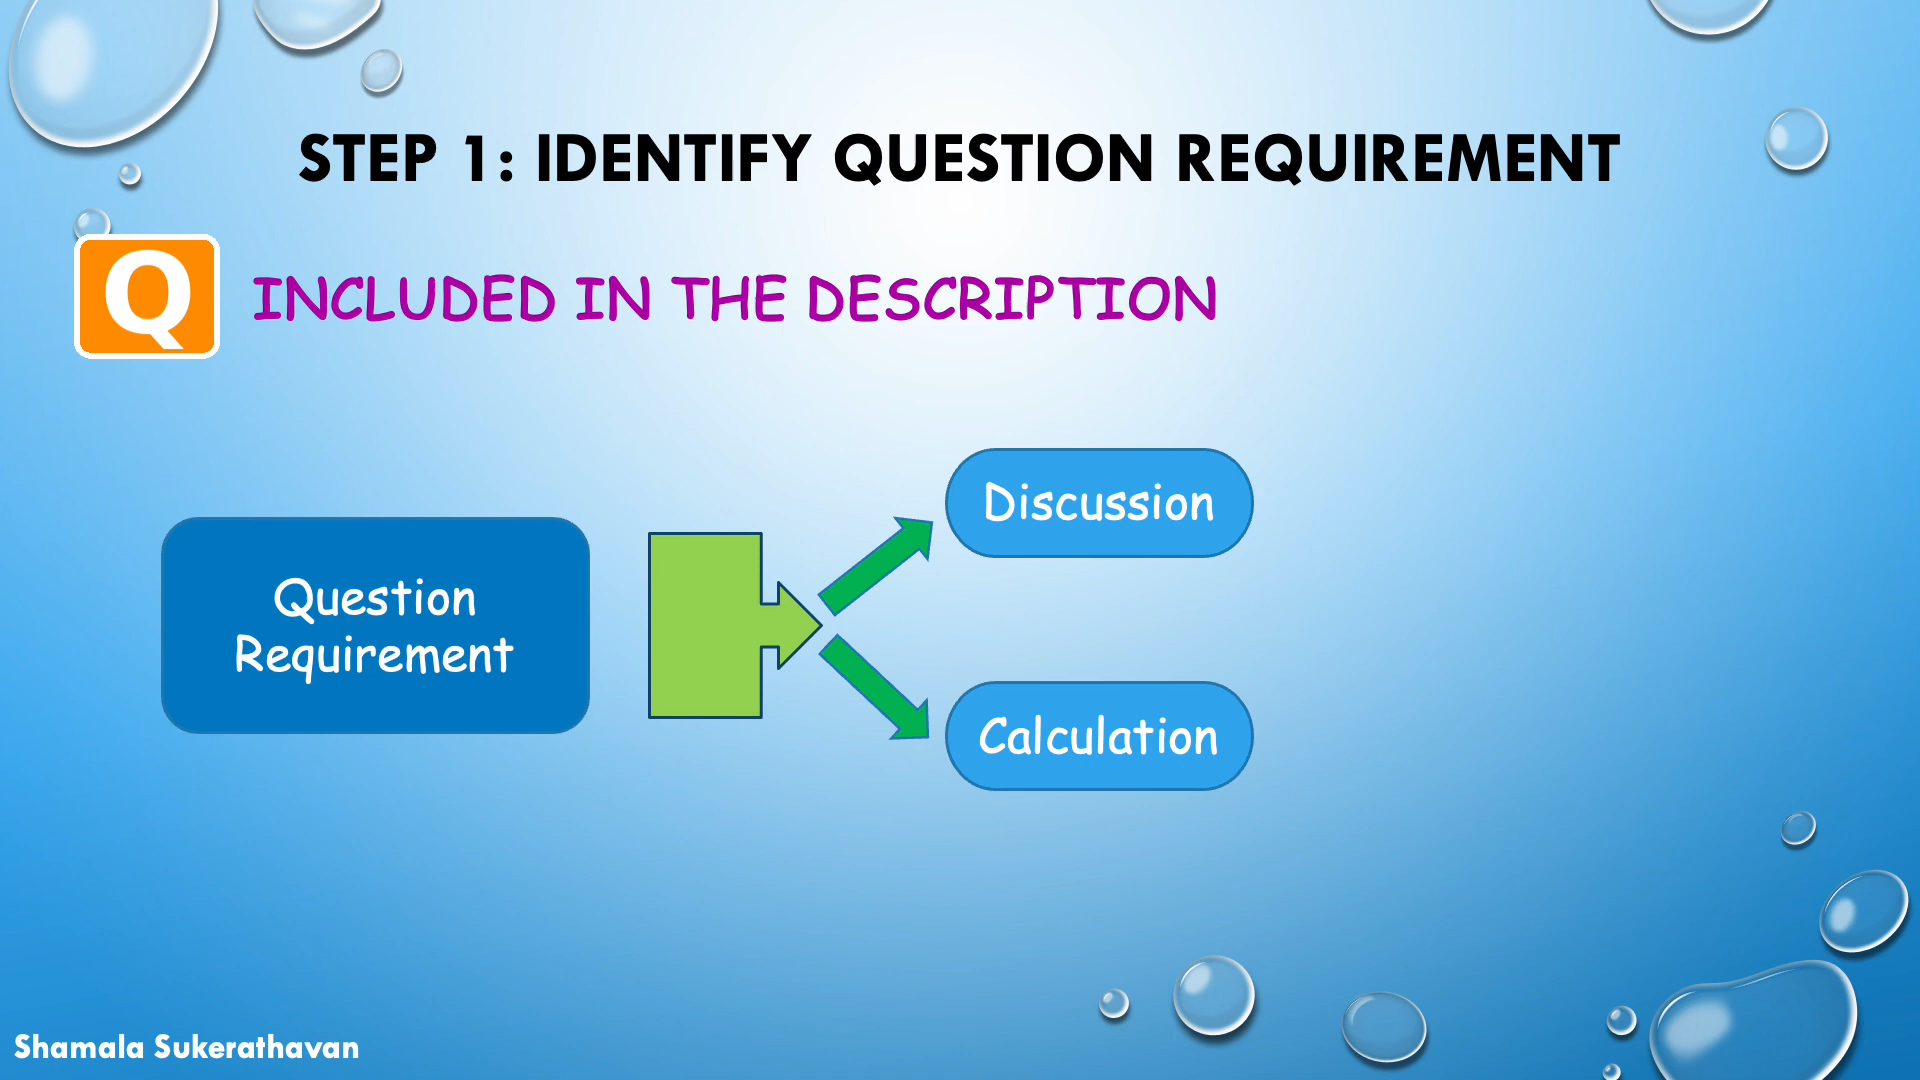 STEP 1: IDENTIFY QUESTION REQUIREMENT
Q
INCLUDED IN THE DESCRIPTION
Question
Requirement
Discussion
Calculation
Shamala Sukerathavan